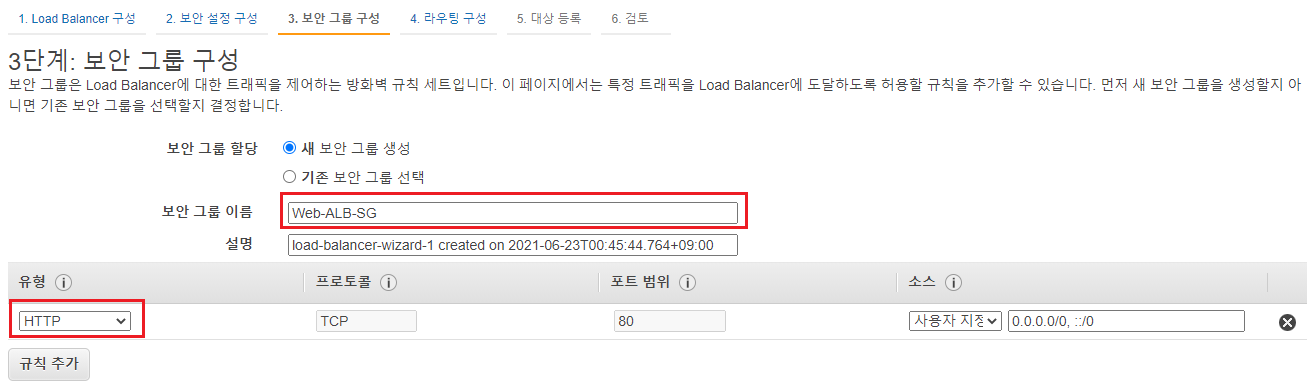 1. Load Balancer 구성 2. 보안 설정 구성 3. 보안 그룹 구성 4. 라우팅 구성 5. 대상 등록 6. 검토
3단계: 보안 그룹 구성
보안 그룹은 Load Balancer에 대한 트래픽을 제어하는 방화벽 규칙 세트입니다. 이 페이지에서는 특정 트래픽을 Load Balancer에 도달하도록 허용할 규칙을 추가할 수 있습니다. 먼저 새 보안 그룹을 생성할지 아
니면 기존 보안 그룹을 선택할지 결정합니다.
보안 그룹 할당 새 보안 그룹 생성
기존 보안 그룹 선택
보안 그룹 이름 Web-ALB-SG
설명 load-balancer-wizard-1 created on 2021-06-23T00:45:44.764+09:00
유형 프로토콜 포트 범위 소스
HTTP TCP 80 사용자 지정 0.0.0.0/0, ::/0
규칙 추가